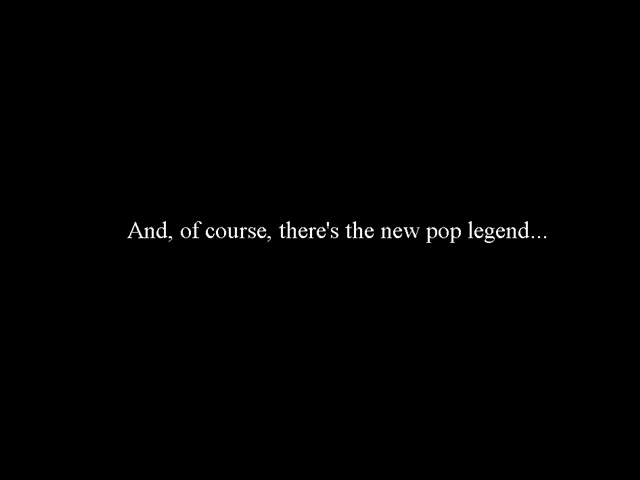 And, of course, there's the new pop legend...